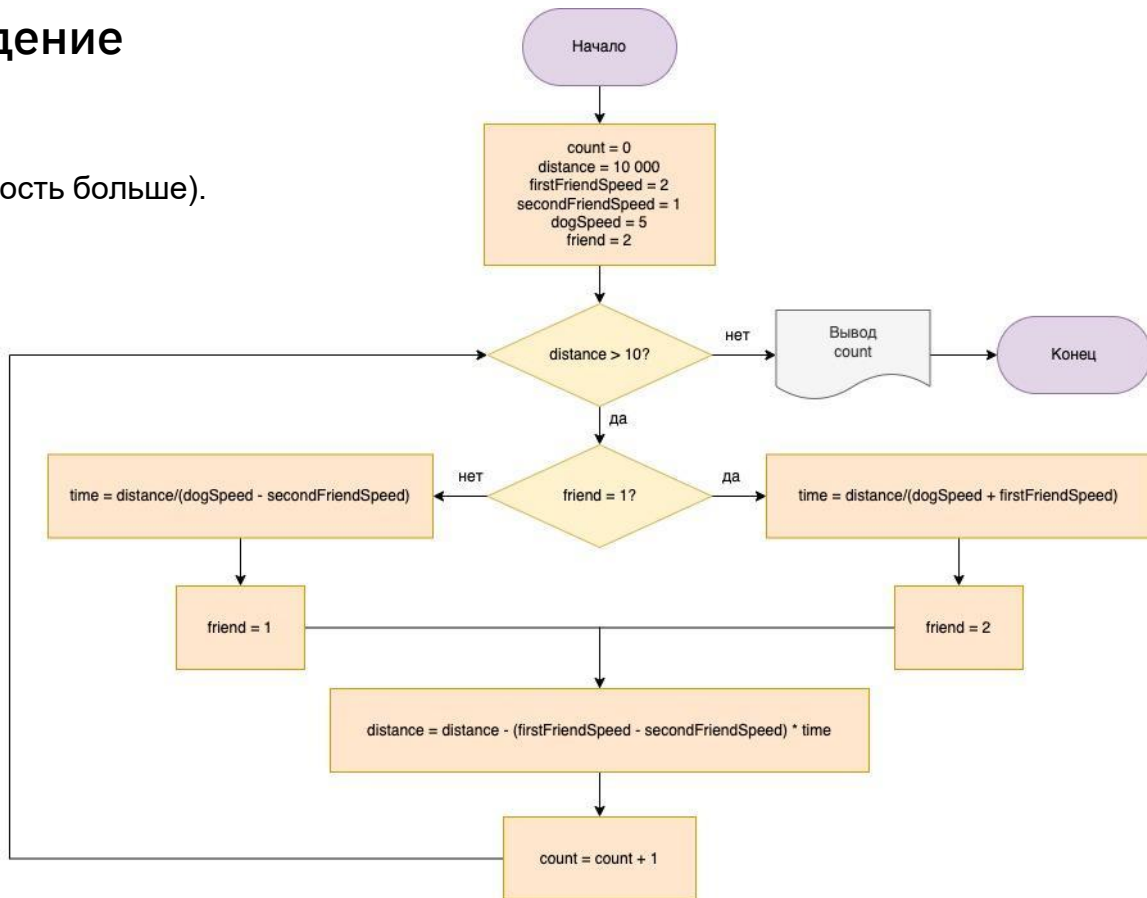 Начало
count = 0
distance = 10 000
firstFriendSpeed = 2
secondFriendSpeed = 1
dogSpeed = 5
friend = 2
ость больше).
distance > 10?
нет
Вывод
count
Конец
да
time = distance/(dogSpeed - secondFriendSpeed)
нет
friend = 1?
да
time = distance/(dogSpeed + firstFriendSpeed)
friend = 1
friend = 2
distance = distance - (firstFriendSpeed - secondFriendSpeed) * time
count = count + 1